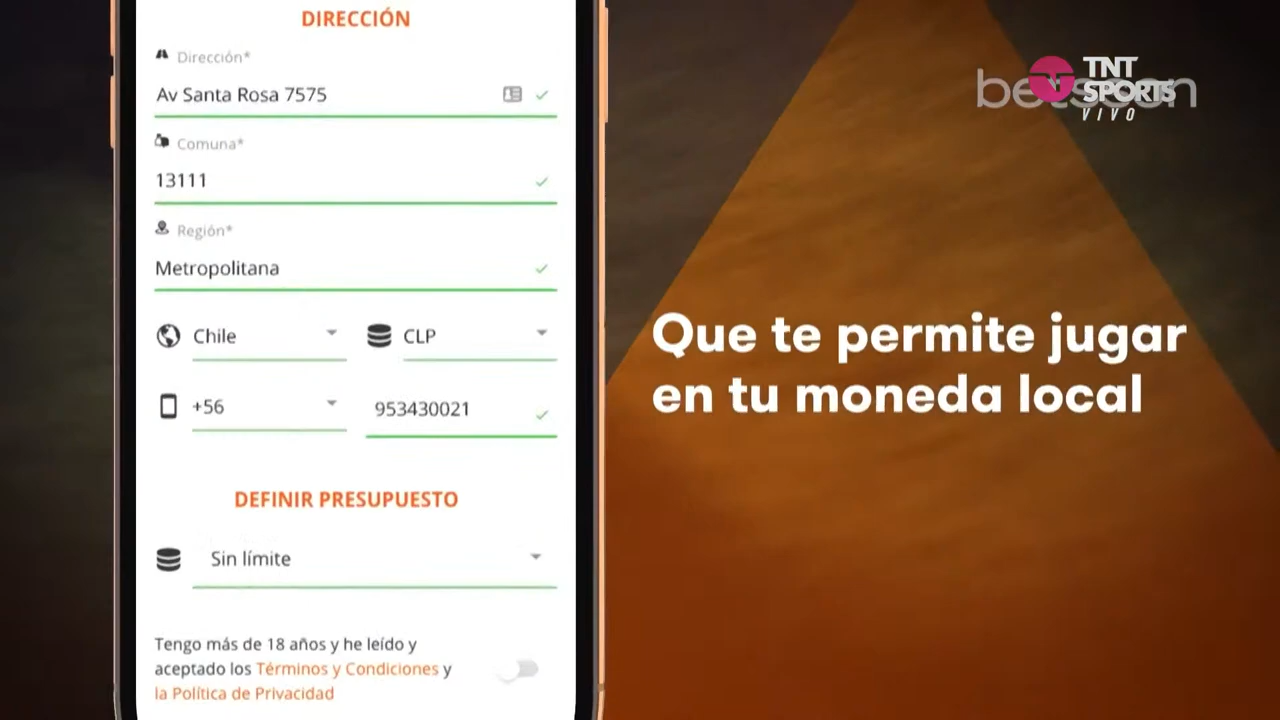 DIRECCIÓN
Dirección*
Av Santa Rosa 7575
Comuna*
13111
Región*
Metropolitana
Chile
CLP
+56
953430021
DEFINIR PRESUPUESTO
Sin límite
Tengo más de 18 años y he leído y
aceptado los Términos y Condiciones y
la Política de Privacidad
TNT
SPORTS
VIVO
Que te permite jugar
en tu moneda local